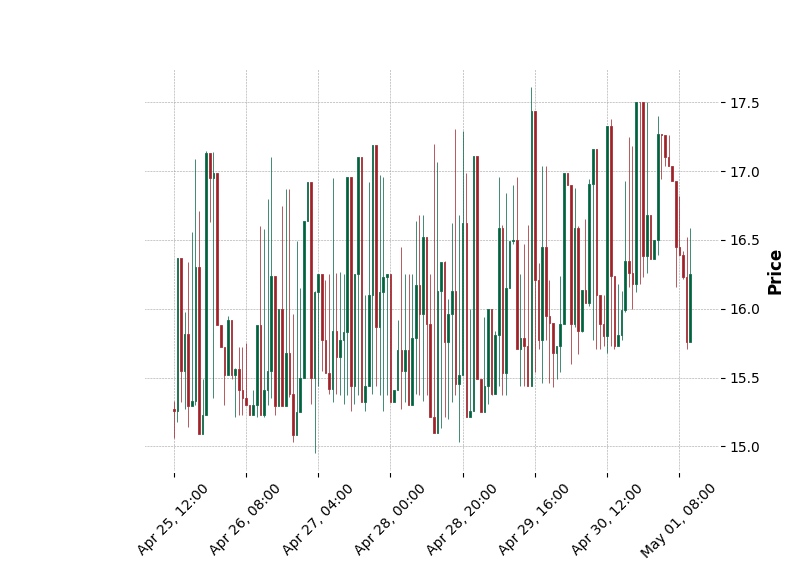 17.5
17.0
16.5
16.0
15.5
15.0
Price
Apr 25, 12:00
Apr 26, 08:00
Apr 27, 04:00
Apr 28, 00:00
Apr 28, 20:00
Apr 29, 16:00
Apr 30, 12:00
May 01, 08:00